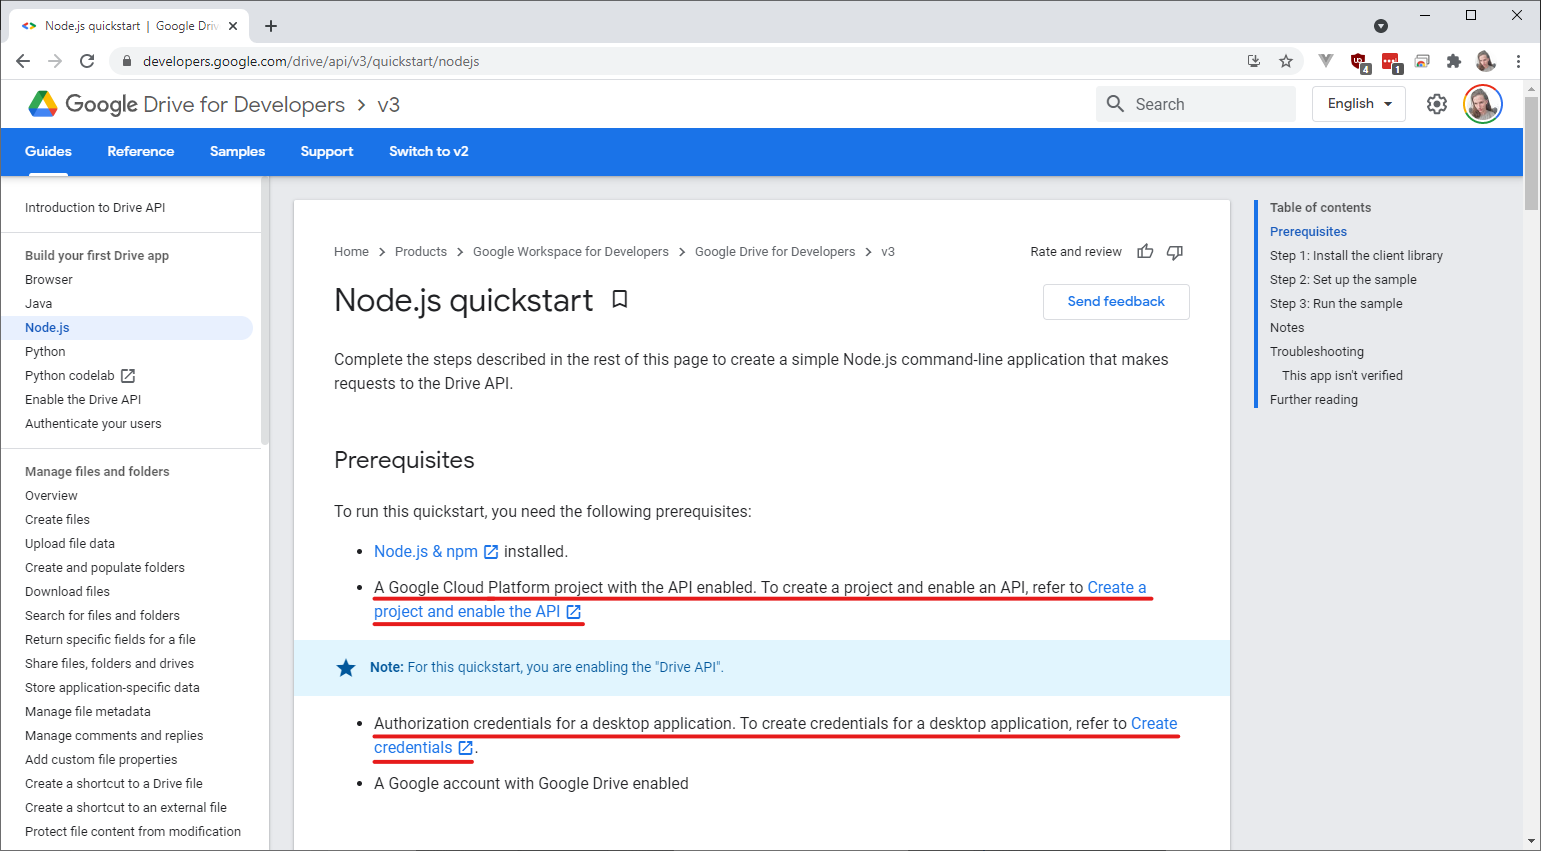 Node.js quickstart | Google Driv
developers.google.com/drive/api/v3/quickstart/nodejs
4
1
Google Drive for Developers > v3
Search
English
Guides
Reference
Samples
Support
Switch to v2
Introduction to Drive API
Build your first Drive app
Browser
Java
Node.js
Python
Python codelab
Enable the Drive API
Authenticate your users
Manage files and folders
Overview
Create files
Upload file data
Create and populate folders
Download files
Search for files and folders
Return specific fields for a file
Share files, folders and drives
Store application-specific data
Manage file metadata
Manage comments and replies
Add custom file properties
Create a shortcut to a Drive file
Create a shortcut to an external file
Protect file content from modification
Home > Products > Google Workspace for Developers > Google Drive for Developers > v3
Rate and review
Node.js quickstart
Send feedback
Complete the steps described in the rest of this page to create a simple Node.js command-line application that makes
requests to the Drive API.
Prerequisites
To run this quickstart, you need the following prerequisites:
• Node.js & npm installed.
• A Google Cloud Platform project with the API enabled. To create a project and enable an API, refer to Create a
project and enable the API
Note: For this quickstart, you are enabling the "Drive API".
• Authorization credentials for a desktop application. To create credentials for a desktop application, refer to Create
credentials .
• A Google account with Google Drive enabled
Table of contents
Prerequisites
Step 1: Install the client library
Step 2: Set up the sample
Step 3: Run the sample
Notes
Troubleshooting
This app isn't verified
Further reading